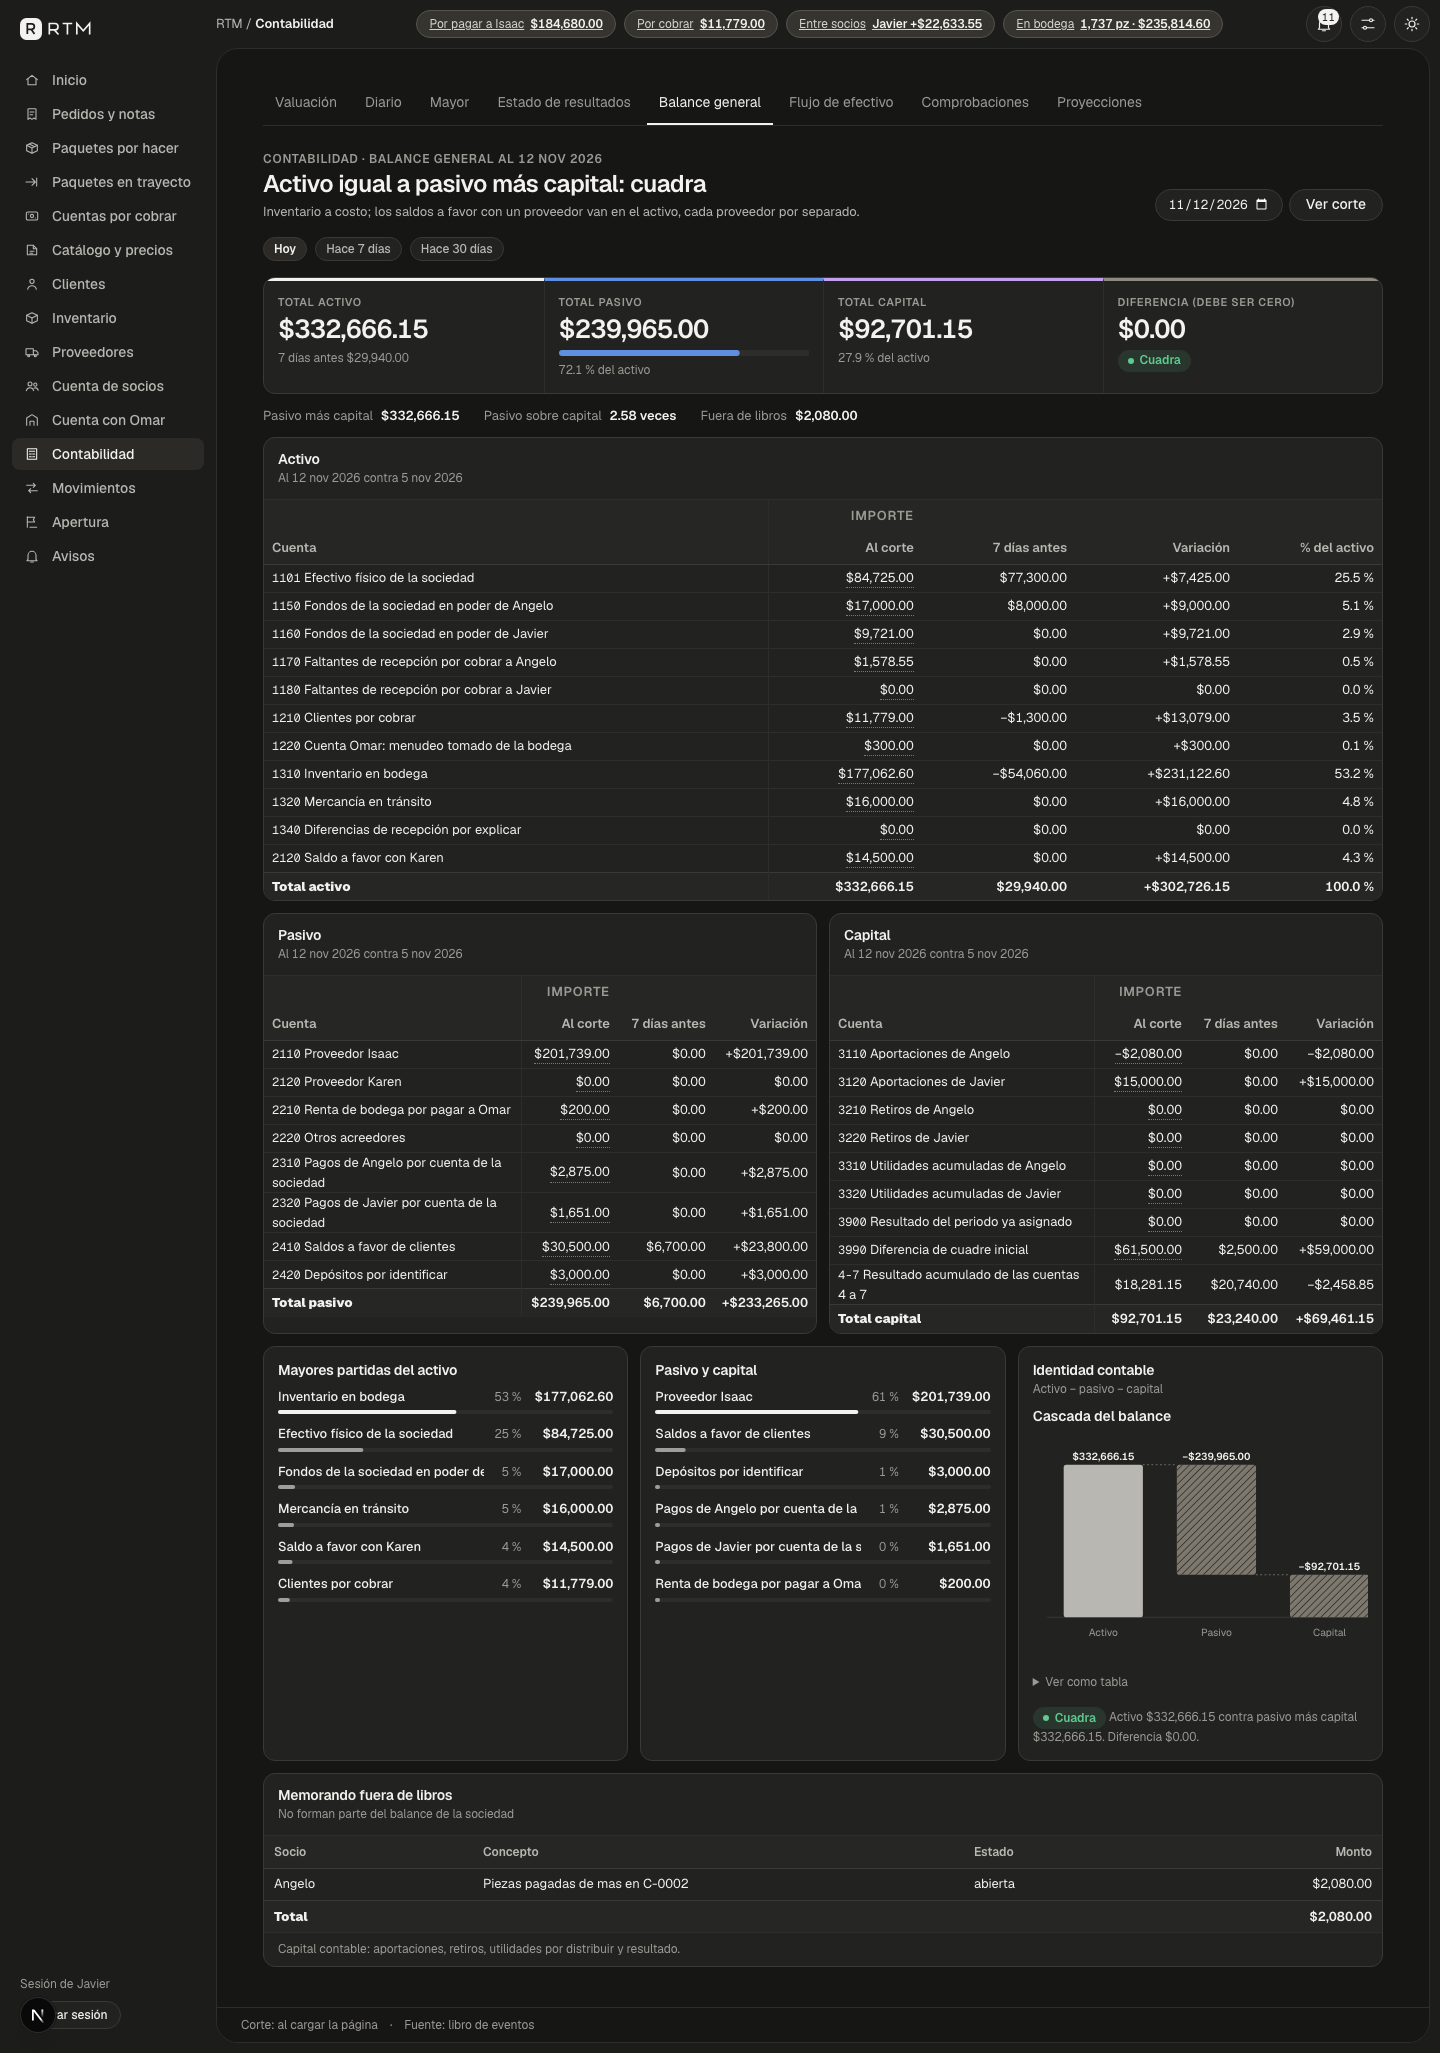 R RTM
RTM / Contabilidad
Por pagar a Isaac $184,680.00
Por cobrar $11,779.00
Entre socios Javier +$22,633.55
En bodega 1,737 pz · $235,814.60
11
Inicio
Pedidos y notas
Paquetes por hacer
Paquetes en trayecto
Cuentas por cobrar
Catálogo y precios
Clientes
Inventario
Proveedores
Cuenta de socios
Cuenta con Omar
Contabilidad
Movimientos
Apertura
Avisos
Valuación Diario Mayor Estado de resultados Balance general Flujo de efectivo Comprobaciones Proyecciones
CONTABILIDAD · BALANCE GENERAL AL 12 NOV 2026
Activo igual a pasivo más capital: cuadra
Inventario a costo; los saldos a favor con un proveedor van en el activo, cada proveedor por separado.
11/12/2026 Ver corte
Hoy Hace 7 días Hace 30 días
TOTAL ACTIVO
$332,666.15
7 días antes $29,940.00
TOTAL PASIVO
$239,965.00
72.1 % del activo
TOTAL CAPITAL
$92,701.15
27.9 % del activo
DIFERENCIA (DEBE SER CERO)
$0.00
Cuadra
Pasivo más capital $332,666.15 Pasivo sobre capital 2.58 veces Fuera de libros $2,080.00
Activo
Al 12 nov 2026 contra 5 nov 2026
IMPORTE
Cuenta Al corte 7 días antes Variación % del activo
1101 Efectivo físico de la sociedad $84,725.00 $77,300.00 +$7,425.00 25.5 %
1150 Fondos de la sociedad en poder de Angelo $17,000.00 $8,000.00 +$9,000.00 5.1 %
1160 Fondos de la sociedad en poder de Javier $9,721.00 $0.00 +$9,721.00 2.9 %
1170 Faltantes de recepción por cobrar a Angelo $1,578.55 $0.00 +$1,578.55 0.5 %
1180 Faltantes de recepción por cobrar a Javier $0.00 $0.00 $0.00 0.0 %
1210 Clientes por cobrar $11,779.00 −$1,300.00 +$13,079.00 3.5 %
1220 Cuenta Omar: menudeo tomado de la bodega $300.00 $0.00 +$300.00 0.1 %
1310 Inventario en bodega $177,062.60 −$54,060.00 +$231,122.60 53.2 %
1320 Mercancía en tránsito $16,000.00 $0.00 +$16,000.00 4.8 %
1340 Diferencias de recepción por explicar $0.00 $0.00 $0.00 0.0 %
2120 Saldo a favor con Karen $14,500.00 $0.00 +$14,500.00 4.3 %
Total activo $332,666.15 $29,940.00 +$302,726.15 100.0 %
Pasivo
Al 12 nov 2026 contra 5 nov 2026
IMPORTE
Cuenta Al corte 7 días antes Variación
2110 Proveedor Isaac $201,739.00 $0.00 +$201,739.00
2120 Proveedor Karen $0.00 $0.00 $0.00
2210 Renta de bodega por pagar a Omar $200.00 $0.00 +$200.00
2220 Otros acreedores $0.00 $0.00 $0.00
2310 Pagos de Angelo por cuenta de la
sociedad $2,875.00 $0.00 +$2,875.00
2320 Pagos de Javier por cuenta de la
sociedad $1,651.00 $0.00 +$1,651.00
2410 Saldos a favor de clientes $30,500.00 $6,700.00 +$23,800.00
2420 Depósitos por identificar $3,000.00 $0.00 +$3,000.00
Total pasivo $239,965.00 $6,700.00 +$233,265.00
Capital
Al 12 nov 2026 contra 5 nov 2026
IMPORTE
Cuenta Al corte 7 días antes Variación
3110 Aportaciones de Angelo −$2,080.00 $0.00 −$2,080.00
3120 Aportaciones de Javier $15,000.00 $0.00 +$15,000.00
3210 Retiros de Angelo $0.00 $0.00 $0.00
3220 Retiros de Javier $0.00 $0.00 $0.00
3310 Utilidades acumuladas de Angelo $0.00 $0.00 $0.00
3320 Utilidades acumuladas de Javier $0.00 $0.00 $0.00
3900 Resultado del periodo ya asignado $0.00 $0.00 $0.00
3990 Diferencia de cuadre inicial $61,500.00 $2,500.00 +$59,000.00
4-7 Resultado acumulado de las cuentas
4 a 7 $18,281.15 $20,740.00 −$2,458.85
Total capital $92,701.15 $23,240.00 +$69,461.15
Mayores partidas del activo
Inventario en bodega 53 % $177,062.60
Efectivo físico de la sociedad 25 % $84,725.00
Fondos de la sociedad en poder de 5 % $17,000.00
Mercancía en tránsito 5 % $16,000.00
Saldo a favor con Karen 4 % $14,500.00
Clientes por cobrar 4 % $11,779.00
Pasivo y capital
Proveedor Isaac 61 % $201,739.00
Saldos a favor de clientes 9 % $30,500.00
Depósitos por identificar 1 % $3,000.00
Pagos de Angelo por cuenta de la 1 % $2,875.00
Pagos de Javier por cuenta de la s 0 % $1,651.00
Renta de bodega por pagar a Oma 0 % $200.00
Identidad contable
Activo − pasivo − capital
Cascada del balance
$332,666.15 −$239,965.00
−$92,701.15
Activo Pasivo Capital
Ver como tabla
Cuadra Activo $332,666.15 contra pasivo más capital
$332,666.15. Diferencia $0.00.
Memorando fuera de libros
No forman parte del balance de la sociedad
Socio Concepto Estado Monto
Angelo Piezas pagadas de mas en C-0002 abierta $2,080.00
Total $2,080.00
Capital contable: aportaciones, retiros, utilidades por distribuir y resultado.
Sesión de Javier
N ar sesión
Corte: al cargar la página · Fuente: libro de eventos